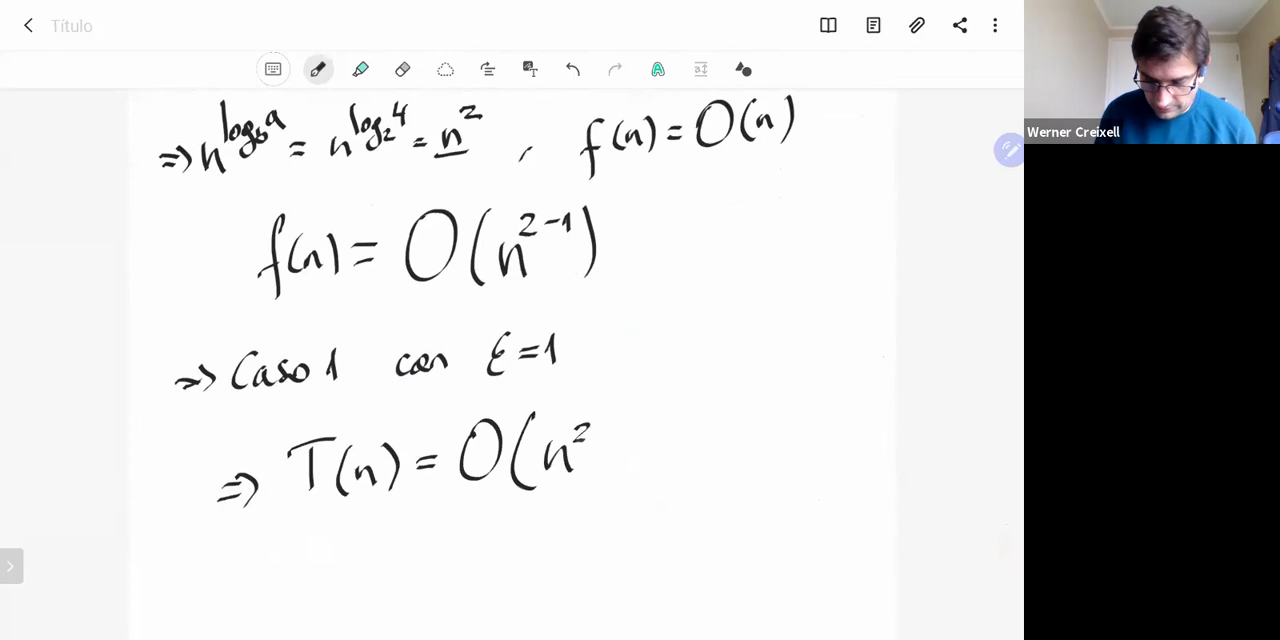 Título
Werner Creixell
⇒ n^{log_b a} = n^{log_2 4} = n^2 , f(n) = O(n)
f(n) = O(n^{2-1})
⇒ Caso 1 con ε = 1
⇒ T(n) = O(n^2